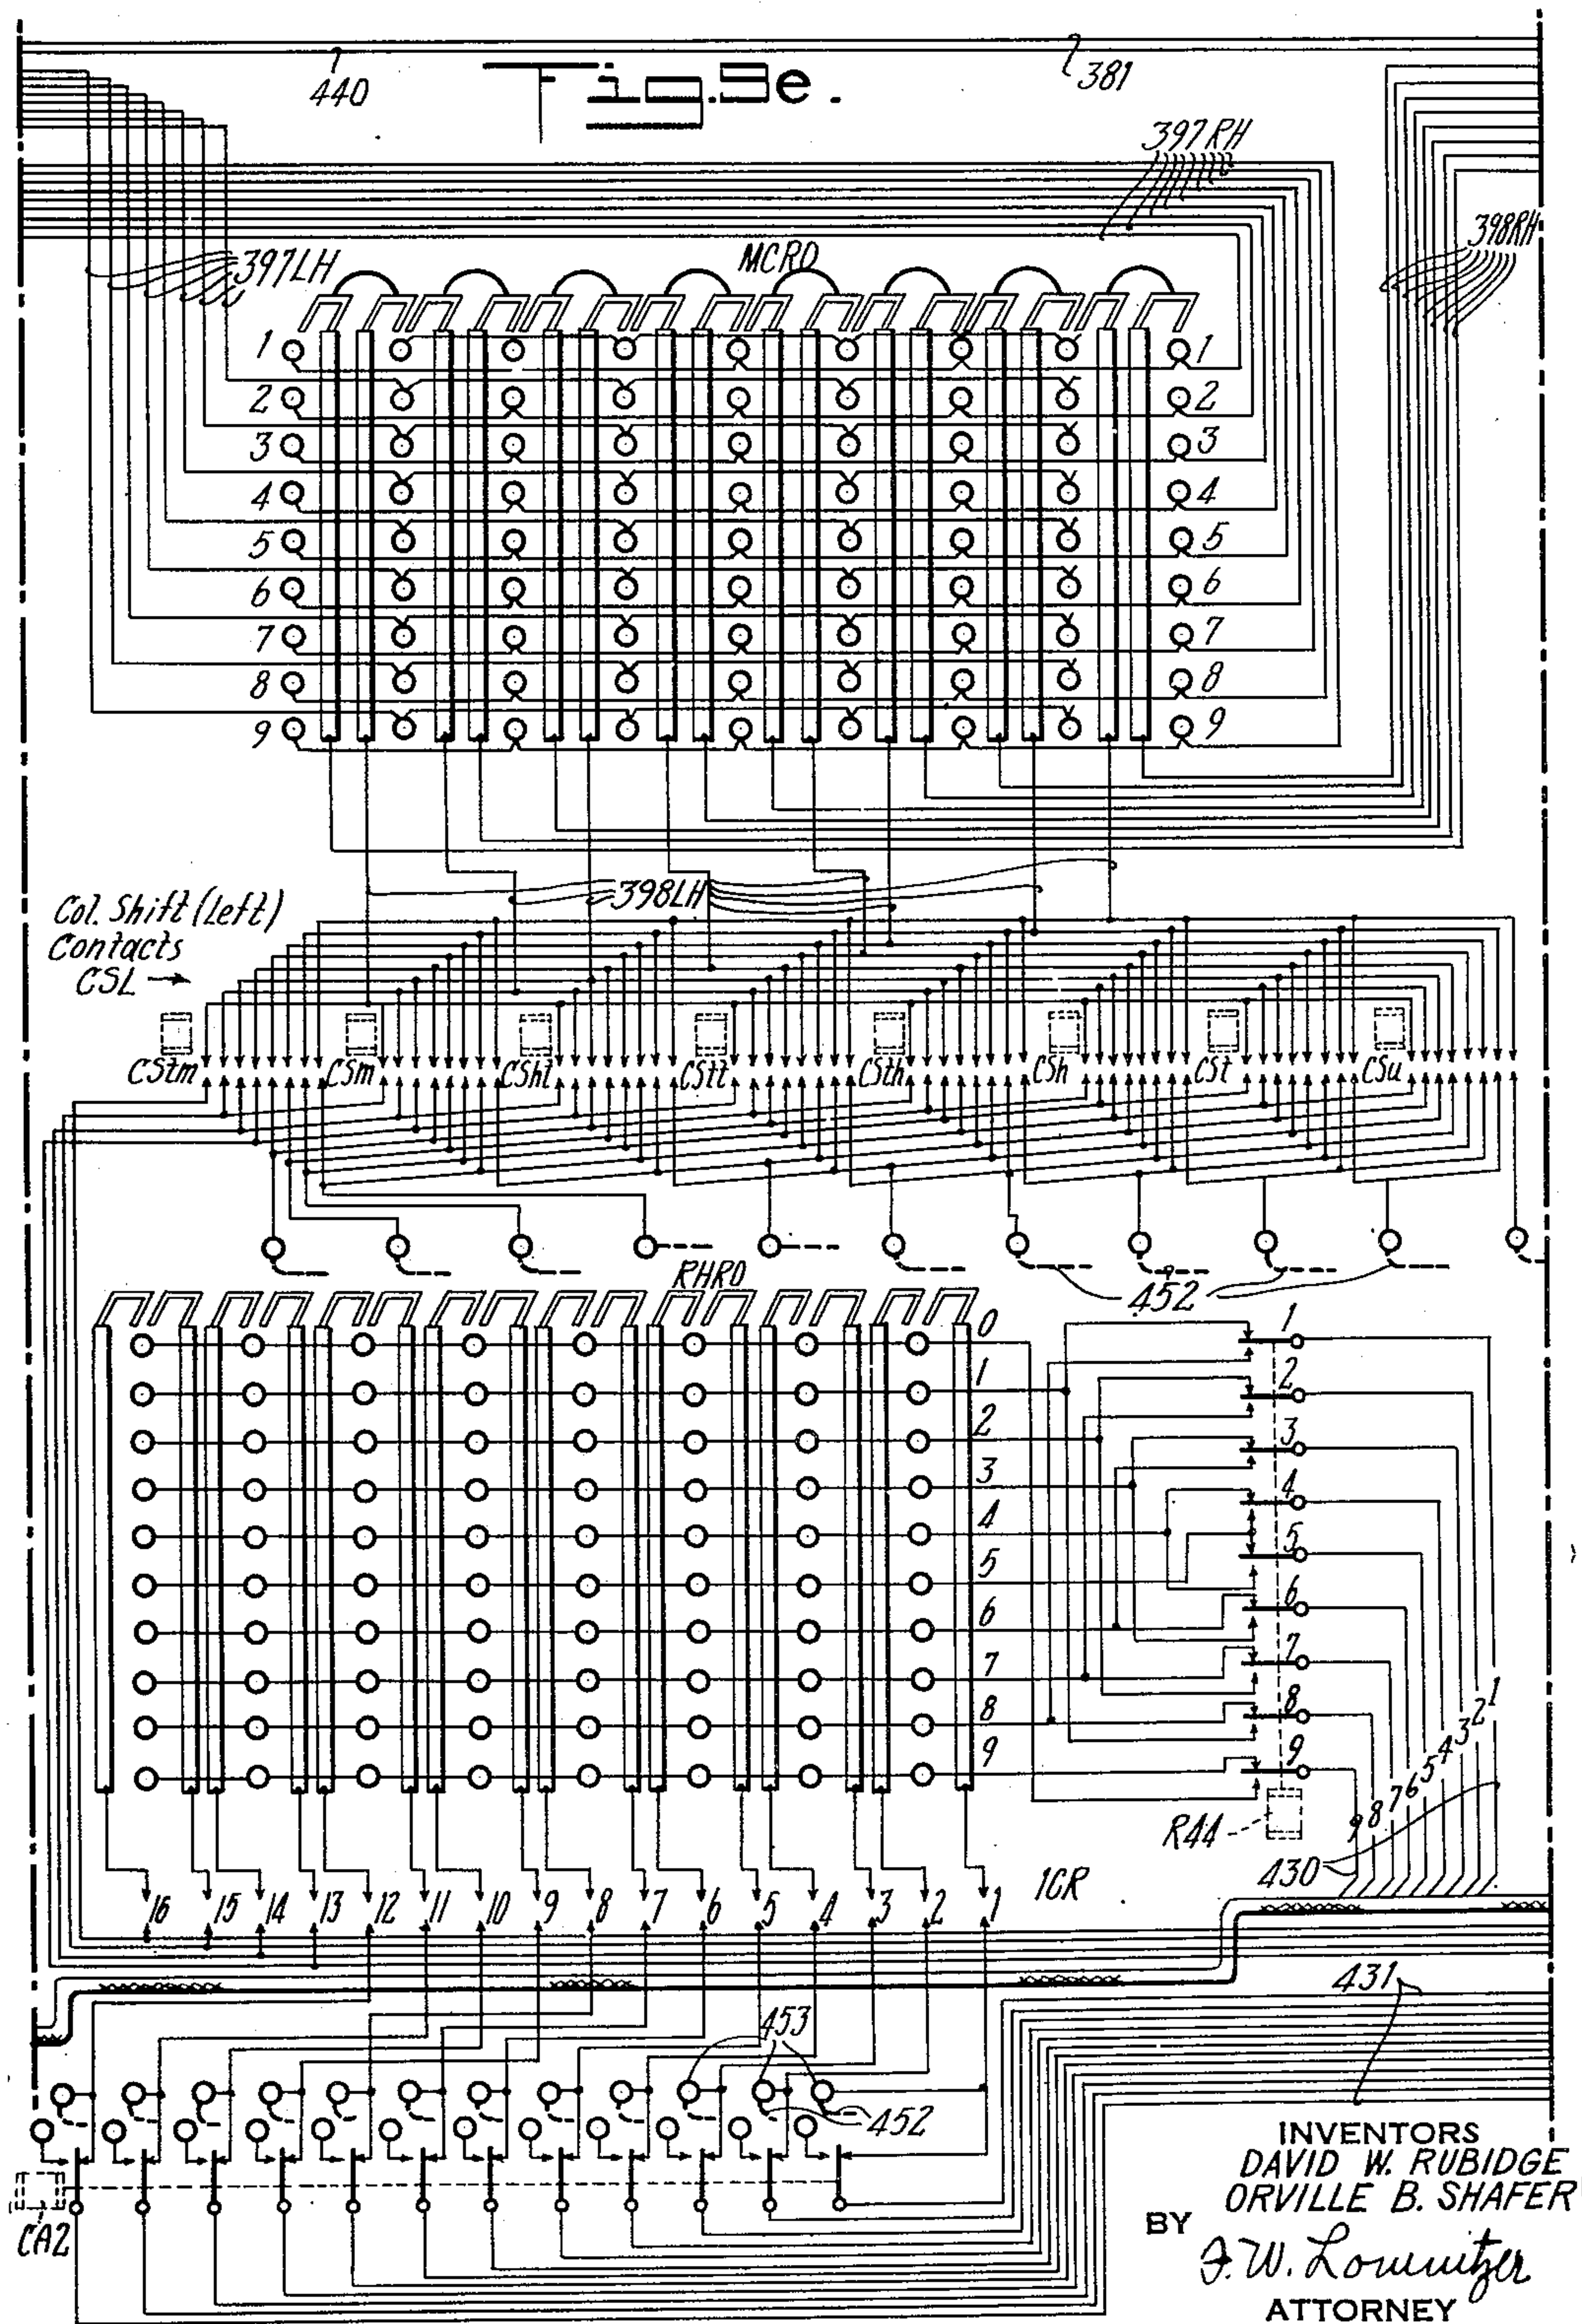 440
Fig. 9e.
381
397RH
398RH
397LH
MCRO
1 1
2 2
3 3
4 4
5 5
6 6
7 7
8 8
9 9
398LH
Col. Shift (Left)
Contacts
CSL →
CStm CSm CSht CStt CSth CSh CSt CSu
RHRO
452
0
1
2
3
4
5
6
7
8
9
1
2
3
4
5
6
7
8
9
R44
9 8 7 6 5 4 3 2 1
430
16 15 14 13 12 11 10 9 8 7 6 5 4 3 2 1 1CR
431
453
452
CA2
INVENTORS
DAVID W. RUBIDGE
ORVILLE B. SHAFER
BY
ATTORNEY